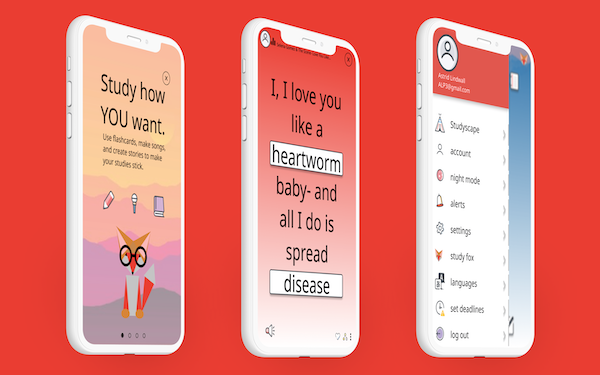 Study how
YOU want.
Use flashcards, make songs,
and create stories to make
your studies stick.
I, I love you
like a
heartworm
baby- and
all I do is
spread
disease
Astrid Lindwall
ALP3@gmail.com
Studyscape
account
night mode
alerts
settings
study fox
languages
set deadlines
log out